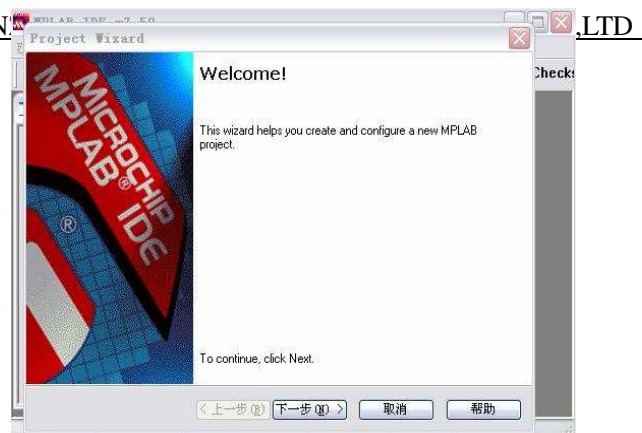 ,LTD
Project Wizard
Checks
Welcome!
This wizard helps you create and configure a new MPLAB
project.
MICROCHIP
MPLAB® IDE
®
To continue, click Next.
<上一步(B) 下一步(N)> 取消 帮助